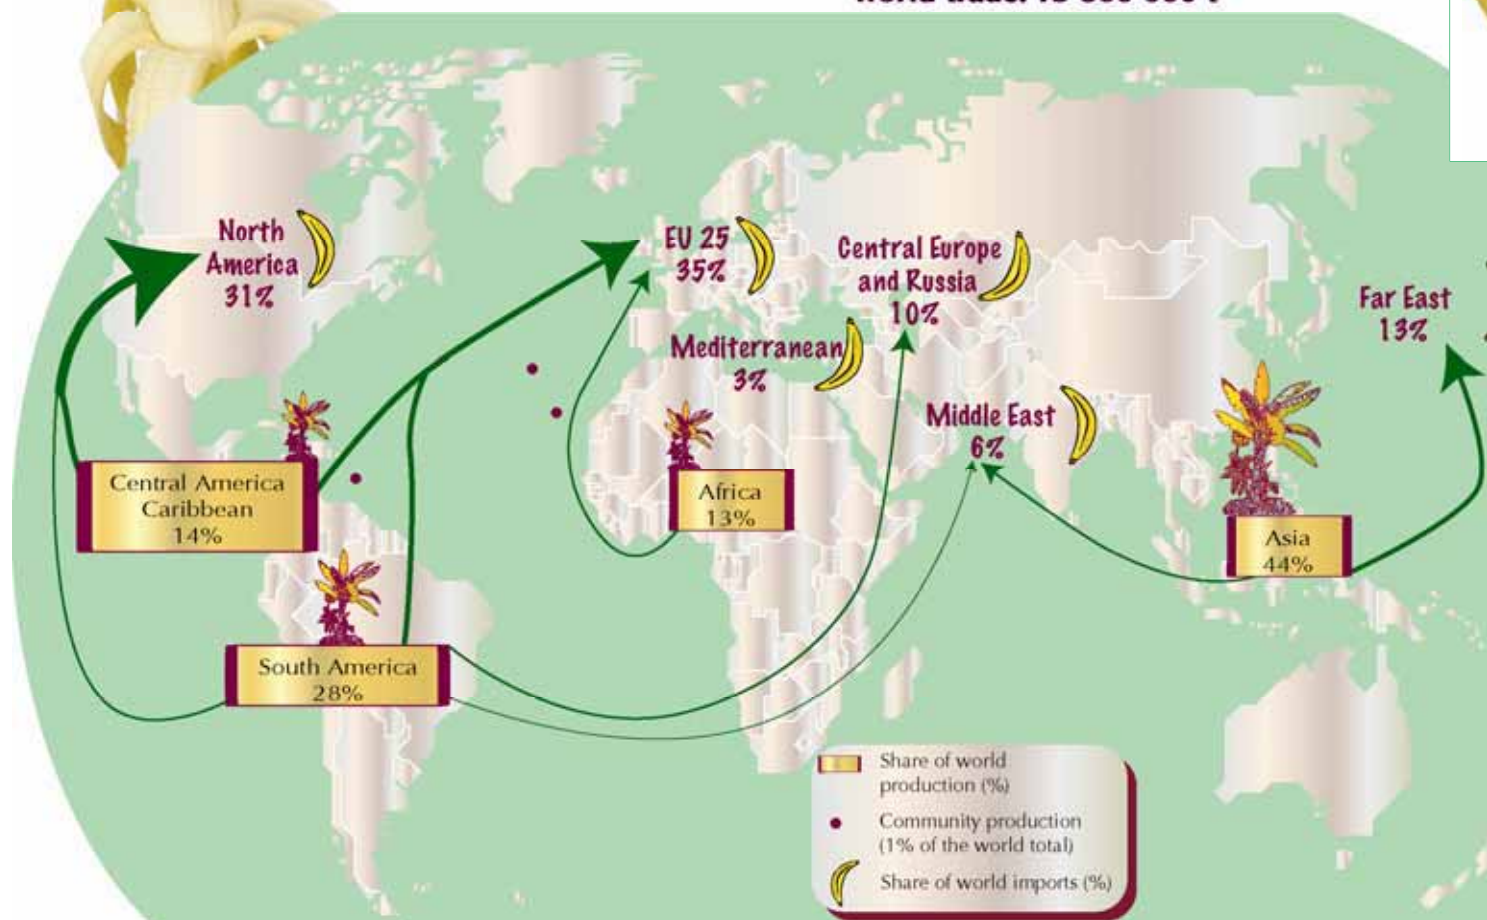 North
America
31%
EU 25
35%
Central Europe
and Russia
10%
Far East
13%
Mediterranean
3%
Middle East
6%
Central America
Caribbean
14%
Africa
13%
Asia
44%
South America
28%
Share of world
production (%)
Community production
(1% of the world total)
Share of world imports (%)